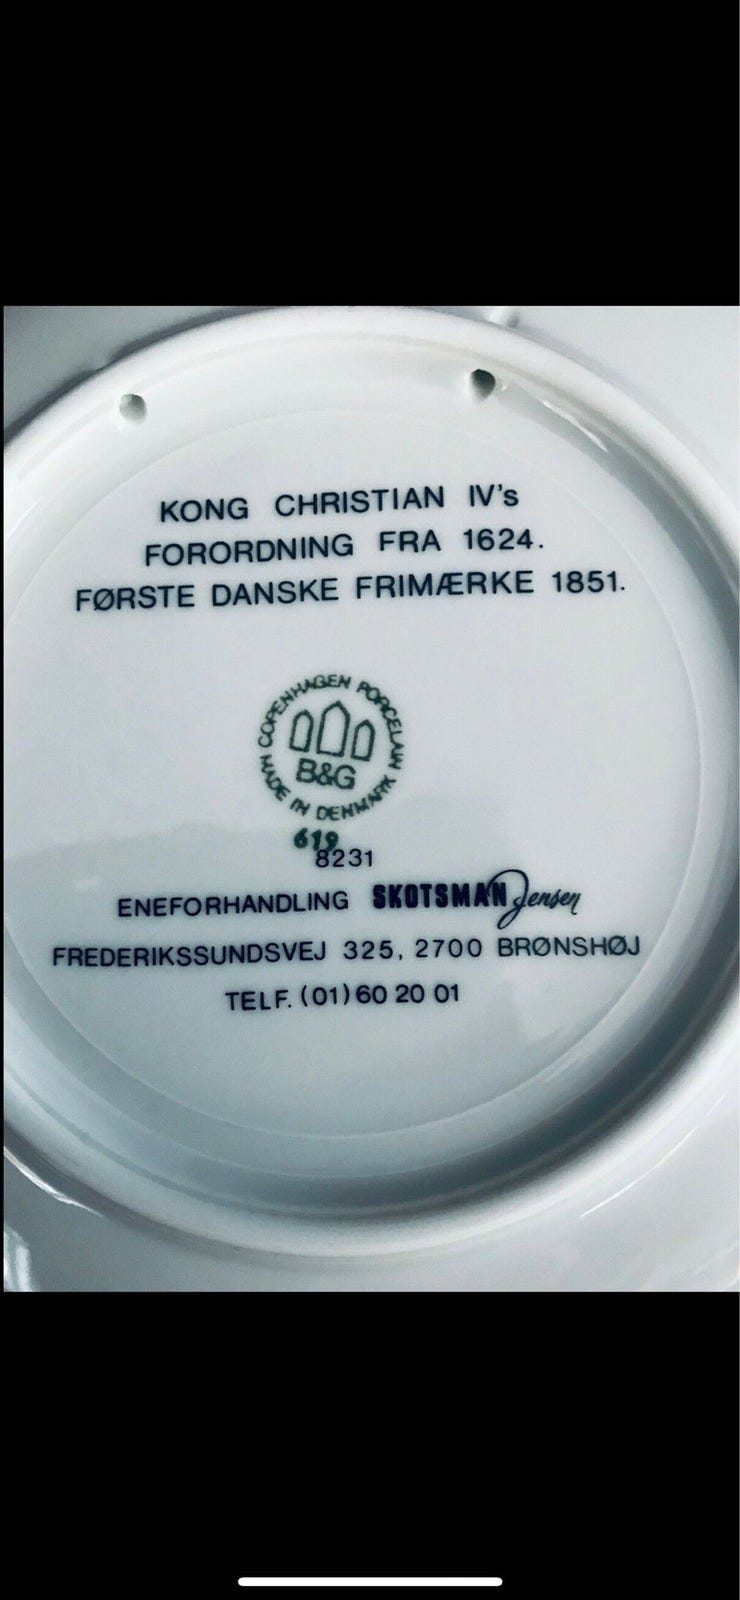 KONG CHRISTIAN IV's
FORORDNING FRA 1624.
FØRSTE DANSKE FRIMÆRKE 1851.
COPENHAGEN PORCELAIN
B&G
MADE IN DENMARK
619
8231
ENEFORHANDLING SKOTSMAN Jensen
FREDERIKSSUNDSVEJ 325, 2700 BRØNSHØJ
TELF. (01) 60 20 01